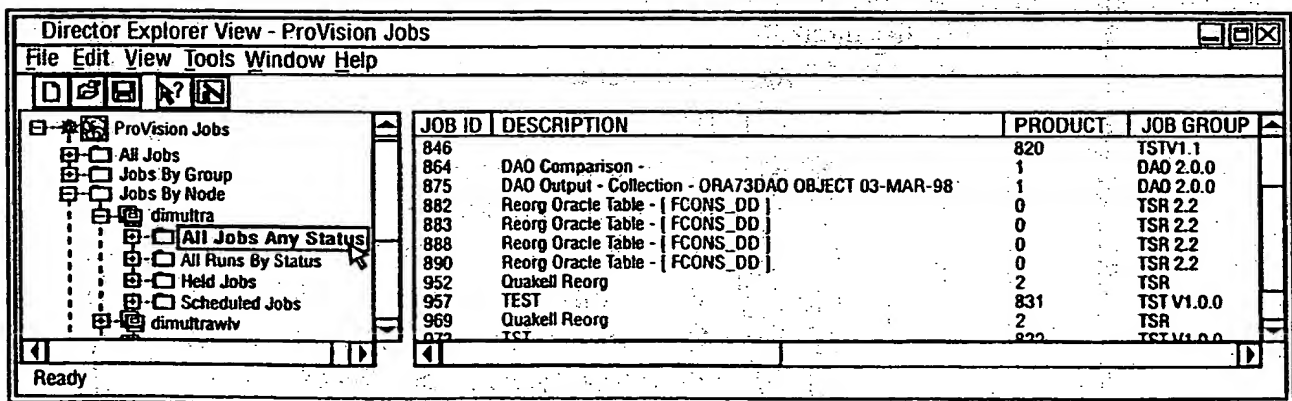 Director Explorer View - ProVision Jobs
File Edit View Tools Window Help
ProVision Jobs
All Jobs
Jobs By Group
Jobs By Node
dimultra
All Jobs Any Status
All Runs By Status
Held Jobs
Scheduled Jobs
dimultrawlv
JOB ID DESCRIPTION PRODUCT JOB GROUP
846 820 TSTV1.1
864 DAO Comparison - 1 DAO 2.0.0
875 DAO Output - Collection - ORA73DAO OBJECT 03-MAR-98 1 DAO 2.0.0
882 Reorg Oracle Table - [ FCONS_DD ] 0 TSR 2.2
883 Reorg Oracle Table - [ FCONS_DD ] 0 TSR 2.2
888 Reorg Oracle Table - [ FCONS_DD ] 0 TSR 2.2
890 Reorg Oracle Table - [ FCONS_DD ] 0 TSR 2.2
952 Quakell Reorg 2 TSR
957 TEST 831 TST V1.0.0
969 Quakell Reorg 2 TSR
TST
Ready